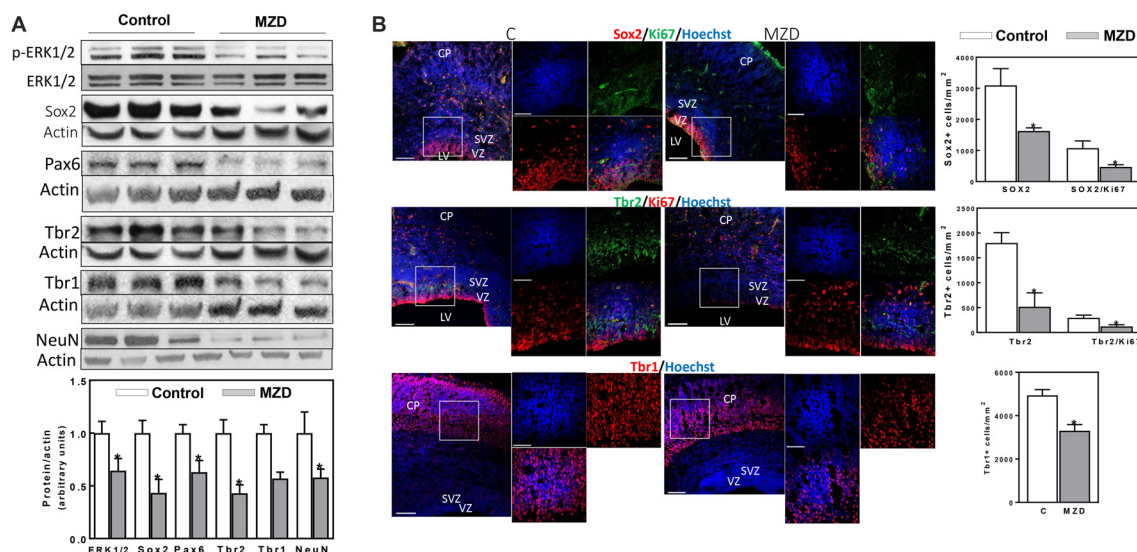 A
Control MZD
p-ERK1/2
ERK1/2
Sox2
Actin
Pax6
Actin
Tbr2
Actin
Tbr1
Actin
NeuN
Actin
Control MZD
Protein/actin
(arbitrary units)
1.5
1.0
0.5
0.0
* * * * *
ERK1/2 Sox2 Pax6 Tbr2 Tbr1 NeuN
B
C Sox2/Ki67/Hoechst MZD
CP
SVZ
VZ
LV
CP
SVZ
VZ
LV
Tbr2/Ki67/Hoechst
CP
SVZ
VZ
LV
CP
SVZ
VZ
LV
Tbr1/Hoechst
CP
SVZ
VZ
CP
SVZ
VZ
Control MZD
Sox2+ cells/mm²
4000
3000
2000
1000
0
* *
SOX2 SOX2/Ki67
Tbr2+ cells/mm²
2500
2000
1500
1000
500
0
* *
Tbr2 Tbr2/Ki67
Tbr1+ cells/mm²
6000
4000
2000
0
*
C MZD